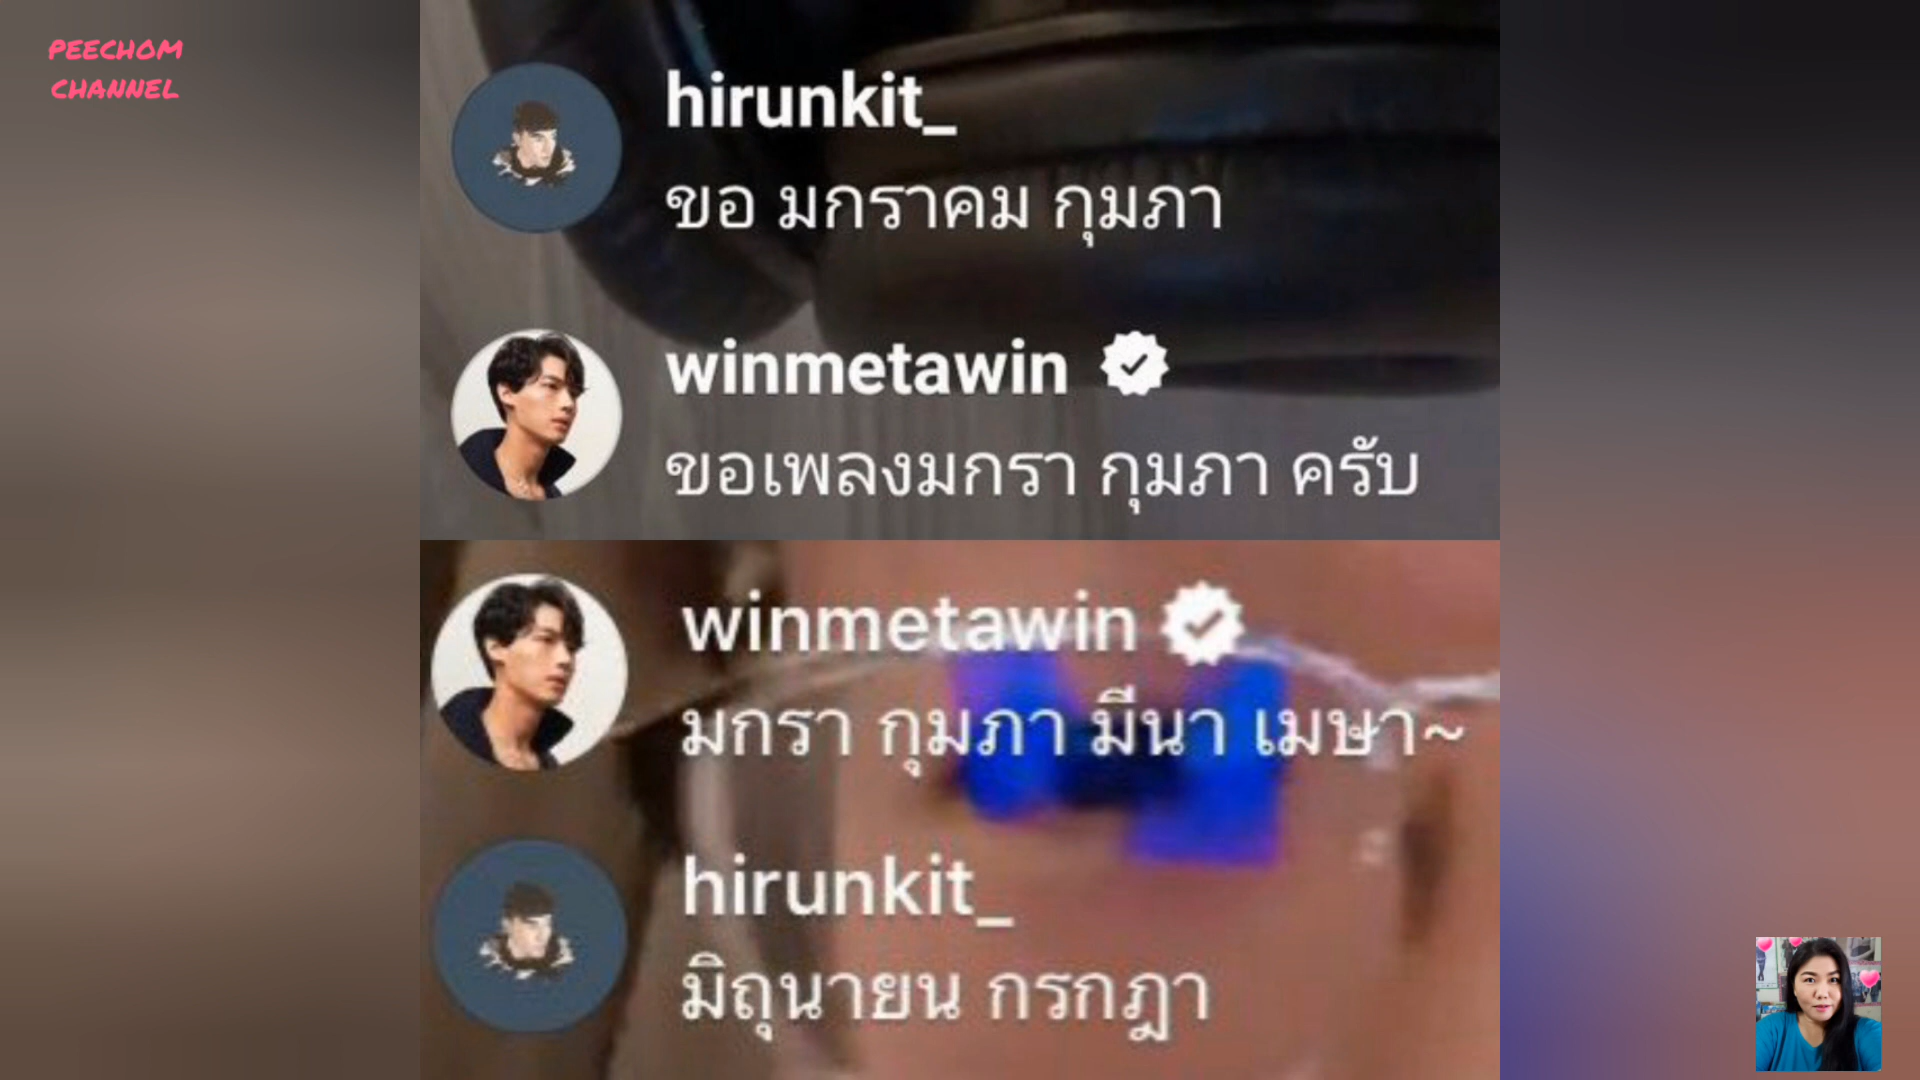 PEECHOM
CHANNEL
hirunkit_
ขอ มกราคม กุมภา
winmetawin
ขอเพลงมกรา กุมภา ครับ
winmetawin
มกรา กุมภา มีนา เมษา~
hirunkit_
มิถุนายน กรกฎา